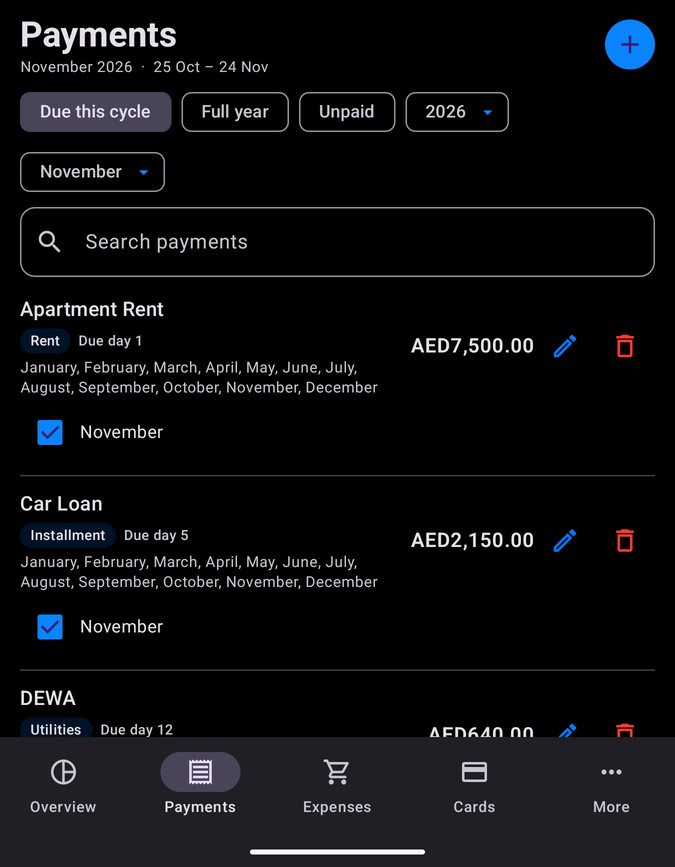 Payments
November 2026 · 25 Oct – 24 Nov
Due this cycle
Full year
Unpaid
2026
November
Search payments
Apartment Rent
Rent
Due day 1
AED7,500.00
January, February, March, April, May, June, July,
August, September, October, November, December
November
Car Loan
Installment
Due day 5
AED2,150.00
January, February, March, April, May, June, July,
August, September, October, November, December
November
DEWA
Utilities
Due day 12
AED640.00
Overview
Payments
Expenses
Cards
More